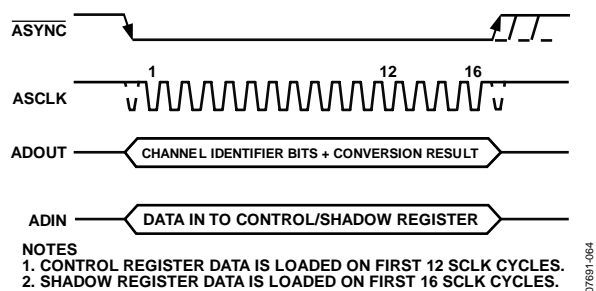 ASYNC
1 12 16
ASCLK
ADOUT CHANNEL IDENTIFIER BITS + CONVERSION RESULT
ADIN DATA IN TO CONTROL/SHADOW REGISTER
NOTES
1. CONTROL REGISTER DATA IS LOADED ON FIRST 12 SCLK CYCLES.
2. SHADOW REGISTER DATA IS LOADED ON FIRST 16 SCLK CYCLES.
07691-064